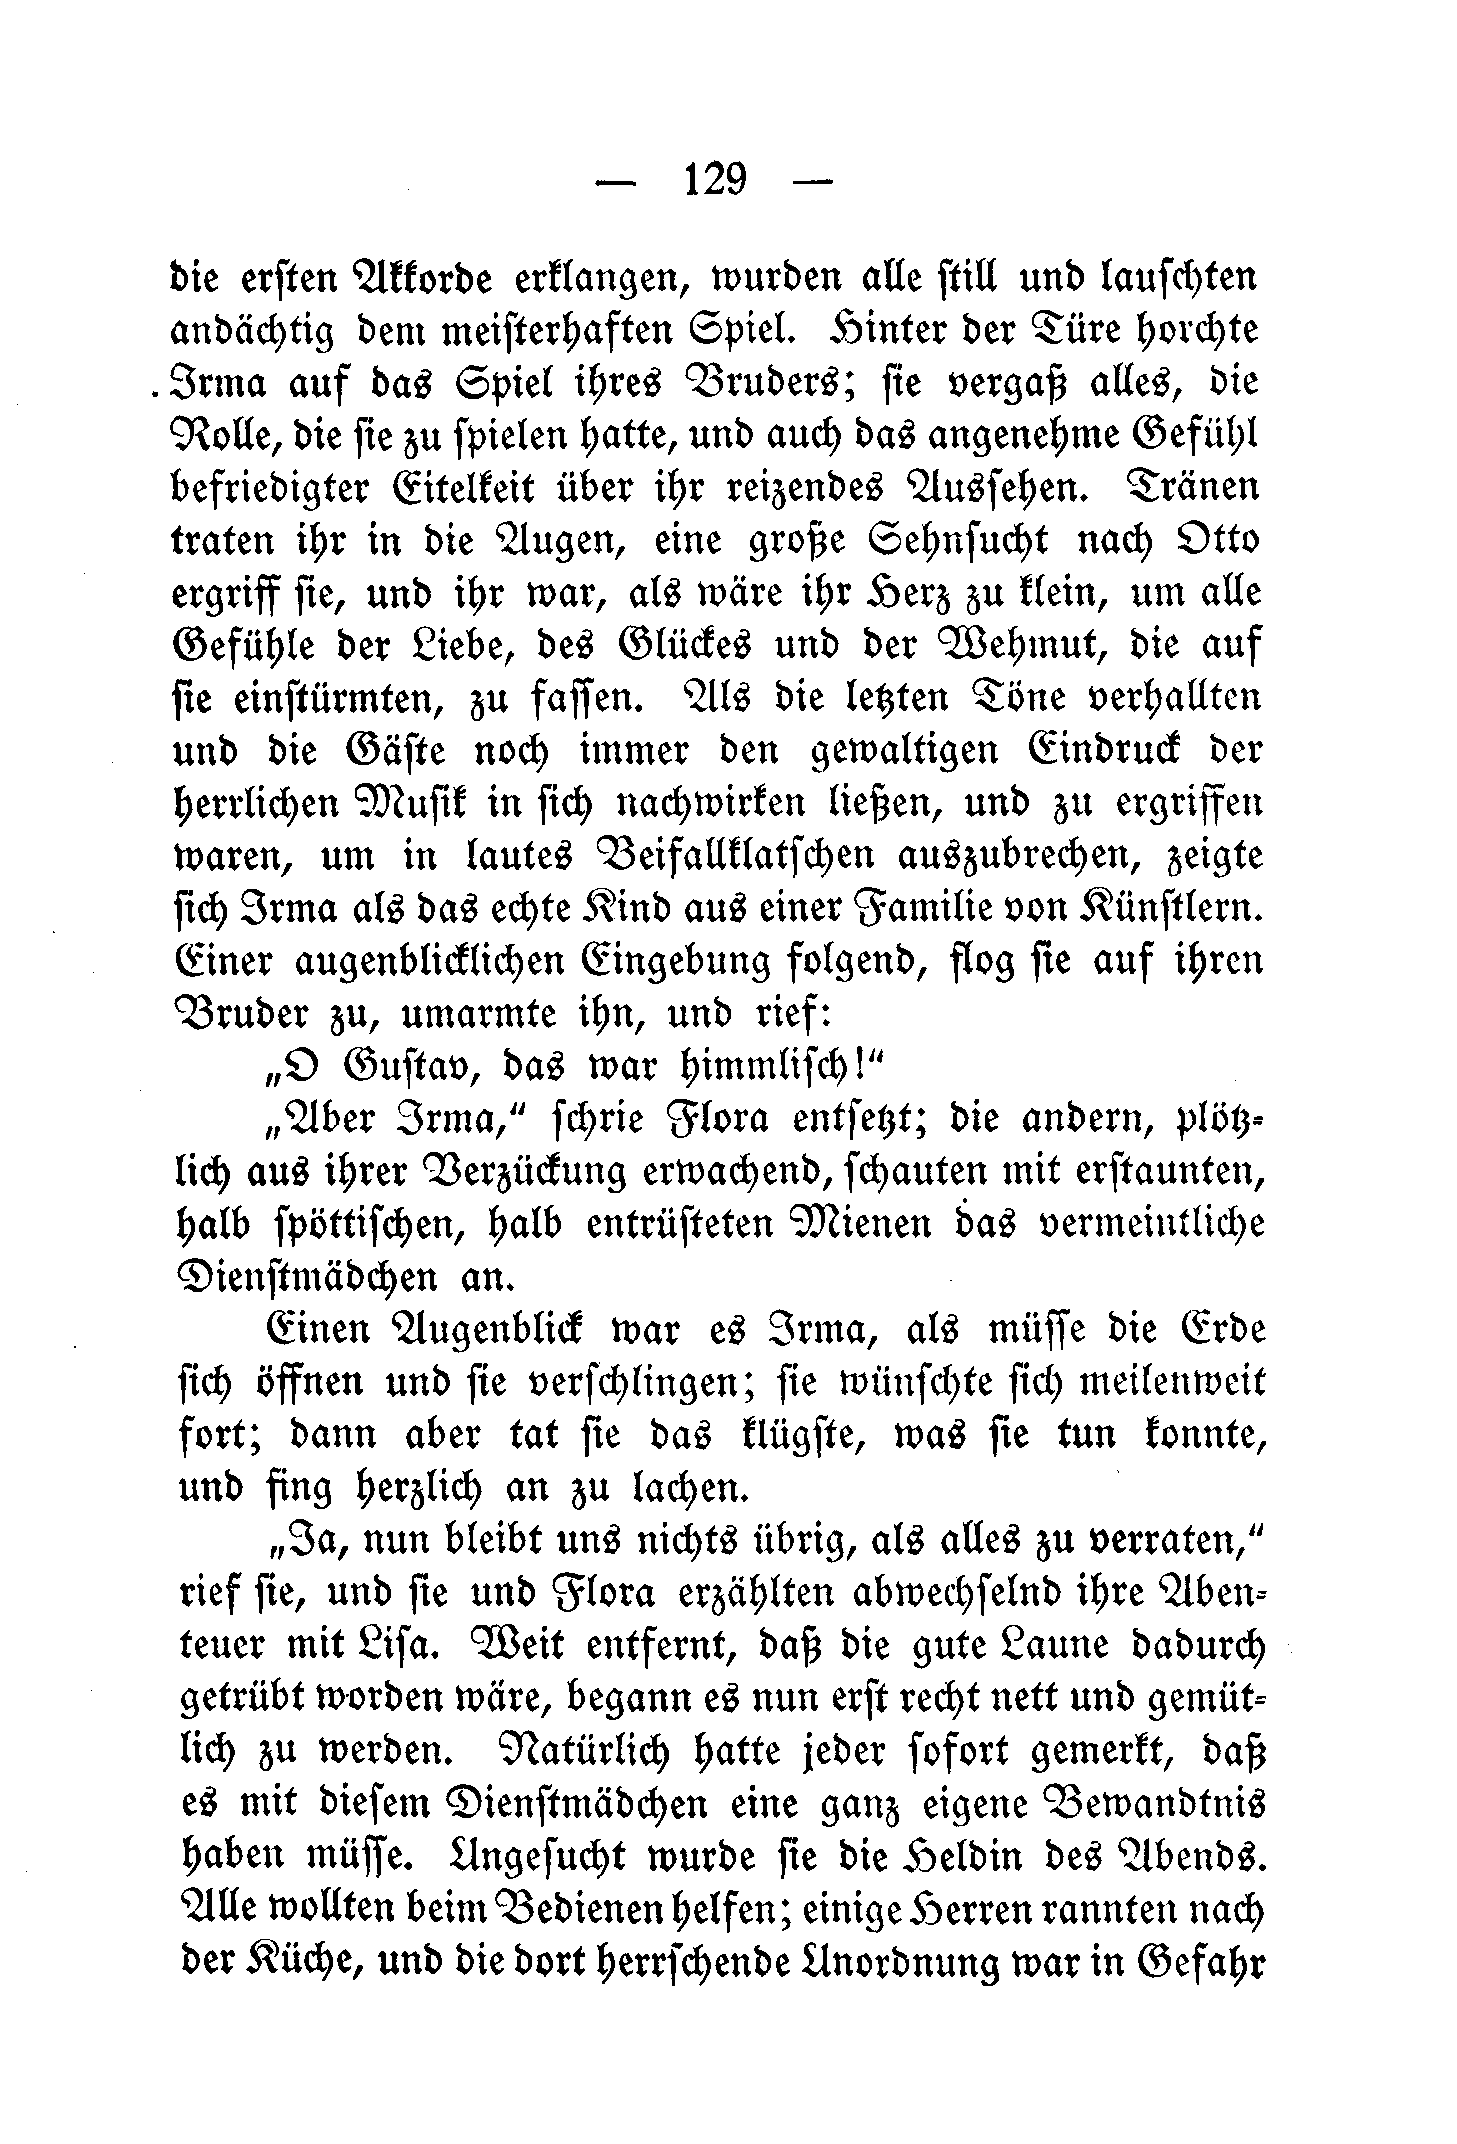 — 129 —
die ersten Akkorde erklangen, wurden alle still und lauschten
andächtig dem meisterhaften Spiel. Hinter der Türe horchte
Irma auf das Spiel ihres Bruders; sie vergaß alles, die
Rolle, die sie zu spielen hatte, und auch das angenehme Gefühl
befriedigter Eitelkeit über ihr reizendes Aussehen. Tränen
traten ihr in die Augen, eine große Sehnsucht nach Otto
ergriff sie, und ihr war, als wäre ihr Herz zu klein, um alle
Gefühle der Liebe, des Glückes und der Wehmut, die auf
sie einstürmten, zu fassen. Als die letzten Töne verhallten
und die Gäste noch immer den gewaltigen Eindruck der
herrlichen Musik in sich nachwirken ließen, und zu ergriffen
waren, um in lautes Beifallklatschen auszubrechen, zeigte
sich Irma als das echte Kind aus einer Familie von Künstlern.
Einer augenblicklichen Eingebung folgend, flog sie auf ihren
Bruder zu, umarmte ihn, und rief:
„O Gustav, das war himmlisch!“
„Aber Irma,“ schrie Flora entsetzt; die andern, plötz-
lich aus ihrer Verzückung erwachend, schauten mit erstaunten,
halb spöttischen, halb entrüsteten Mienen das vermeintliche
Dienstmädchen an.
Einen Augenblick war es Irma, als müsse die Erde
sich öffnen und sie verschlingen; sie wünschte sich meilenweit
fort; dann aber tat sie das klügste, was sie tun konnte,
und fing herzlich an zu lachen.
„Ja, nun bleibt uns nichts übrig, als alles zu verraten,“
rief sie, und sie und Flora erzählten abwechselnd ihre Aben-
teuer mit Lisa. Weit entfernt, daß die gute Laune dadurch
getrübt worden wäre, begann es nun erst recht nett und gemüt-
lich zu werden. Natürlich hatte jeder sofort gemerkt, daß
es mit diesem Dienstmädchen eine ganz eigene Bewandtnis
haben müsse. Ungesucht wurde sie die Heldin des Abends.
Alle wollten beim Bedienen helfen; einige Herren rannten nach
der Küche, und die dort herrschende Unordnung war in Gefahr